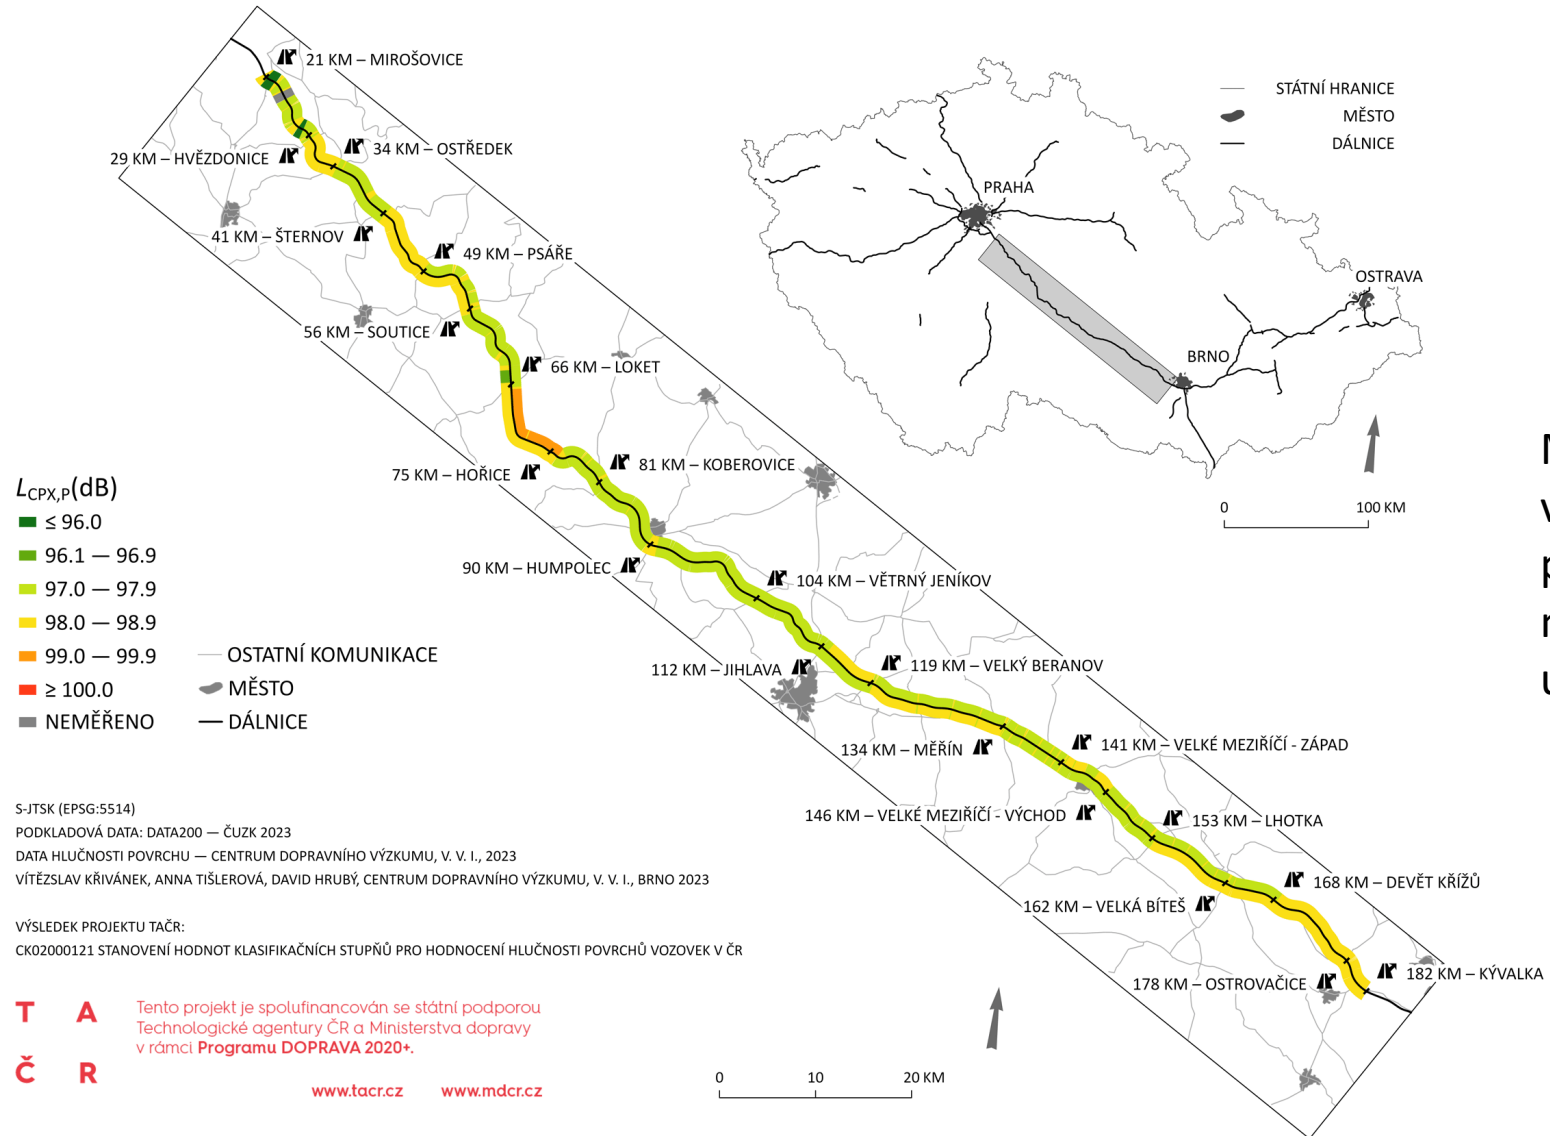 21 KM – MIROŠOVICE
29 KM – HVĚZDONICE
34 KM – OSTŘEDEK
41 KM – ŠTERNOV
49 KM – PSÁŘE
56 KM – SOUTICE
66 KM – LOKET
75 KM – HOŘICE
81 KM – KOBEROVICE
90 KM – HUMPOLEC
104 KM – VĚTRNÝ JENÍKOV
112 KM – JIHLAVA
119 KM – VELKÝ BERANOV
134 KM – MĚŘÍN
141 KM – VELKÉ MEZIŘÍČÍ - ZÁPAD
146 KM – VELKÉ MEZIŘÍČÍ - VÝCHOD
153 KM – LHOTKA
162 KM – VELKÁ BÍTEŠ
168 KM – DEVĚT KŘÍŽŮ
178 KM – OSTROVAČICE
182 KM – KÝVALKA
STÁTNÍ HRANICE
MĚSTO
DÁLNICE
PRAHA
OSTRAVA
BRNO
0 100 KM
LCPX,P(dB)
≤ 96.0
96.1 — 96.9
97.0 — 97.9
98.0 — 98.9
99.0 — 99.9
≥ 100.0
NEMĚŘENO
OSTATNÍ KOMUNIKACE
MĚSTO
DÁLNICE
S-JTSK (EPSG:5514)
PODKLADOVÁ DATA: DATA200 — ČUZK 2023
DATA HLUČNOSTI POVRCHU — CENTRUM DOPRAVNÍHO VÝZKUMU, V. V. I., 2023
VÍTĚZSLAV KŘIVÁNEK, ANNA TIŠLEROVÁ, DAVID HRUBÝ, CENTRUM DOPRAVNÍHO VÝZKUMU, V. V. I., BRNO 2023
VÝSLEDEK PROJEKTU TAČR:
CK02000121 STANOVENÍ HODNOT KLASIFIKAČNÍCH STUPŇŮ PRO HODNOCENÍ HLUČNOSTI POVRCHŮ VOZOVEK V ČR
T A
Č R
Tento projekt je spolufinancován se státní podporou
Technologické agentury ČR a Ministerstva dopravy
v rámci Programu DOPRAVA 2020+.
www.tacr.cz www.mdcr.cz
0 10 20 KM